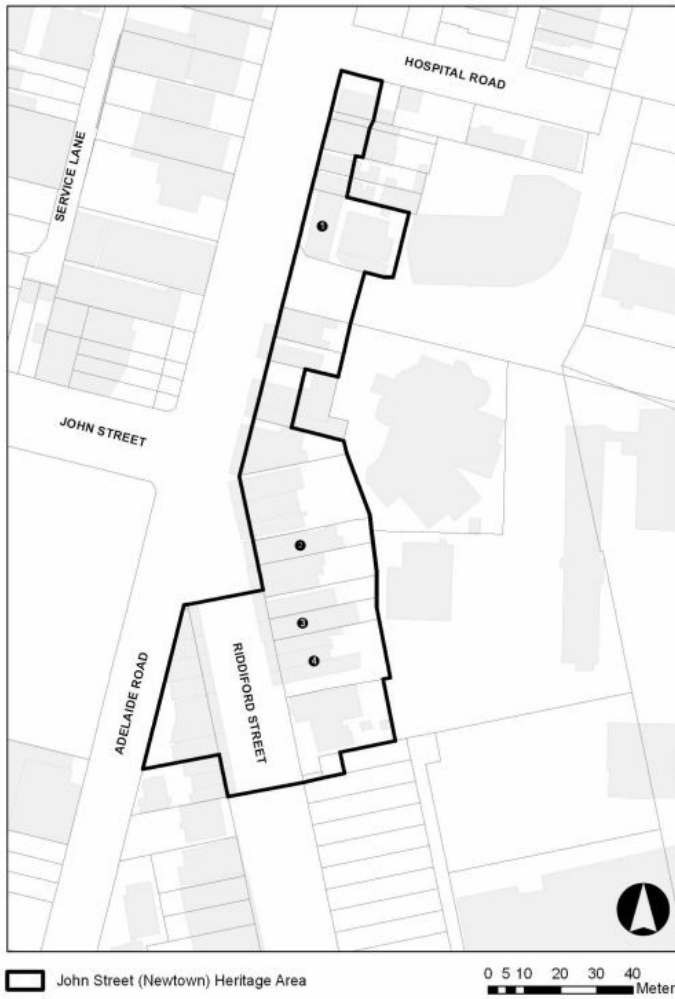 HOSPITAL ROAD
SERVICE LANE
1
JOHN STREET
2
3
4
RIDDIFORD STREET
ADELAIDE ROAD
John Street (Newtown) Heritage Area
0 5 10 20 30 40
Meter